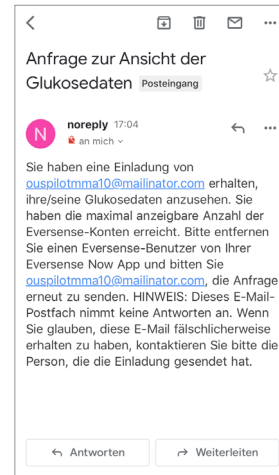 Anfrage zur Ansicht der
Glukosedaten Posteingang
N
noreply 17:04
an mich
Sie haben eine Einladung von
ouspilotmma10@mailinator.com erhalten,
ihre/seine Glukosedaten anzusehen. Sie
haben die maximal anzeigbare Anzahl der
Eversense-Konten erreicht. Bitte entfernen
Sie einen Eversense-Benutzer von Ihrer
Eversense Now App und bitten Sie
ouspilotmma10@mailinator.com, die Anfrage
erneut zu senden. HINWEIS: Dieses E-Mail-
Postfach nimmt keine Antworten an. Wenn
Sie glauben, diese E-Mail fälschlicherweise
erhalten zu haben, kontaktieren Sie bitte die
Person, die die Einladung gesendet hat.
Antworten
Weiterleiten